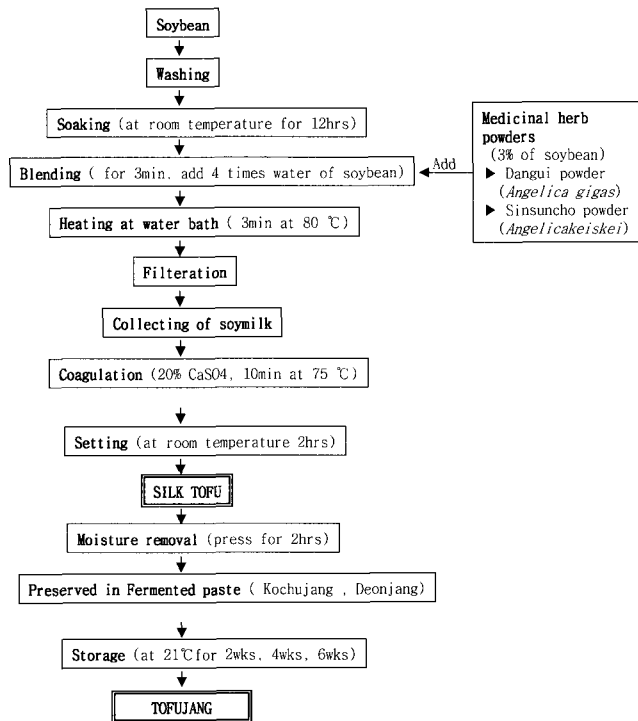 Soybean
Washing
Soaking (at room temperature for 12hrs)
Blending ( for 3min. add 4 times water of soybean)
Add
Medicinal herb
powders
(3% of soybean)
▶ Dangui powder
(Angelica gigas)
▶ Sinsuncho powder
(Angelicakeiskei)
Heating at water bath ( 3min at 80 ℃)
Filteration
Collecting of soymilk
Coagulation (20% CaSO4, 10min at 75 ℃)
Setting (at room temperature 2hrs)
SILK TOFU
Moisture removal (press for 2hrs)
Preserved in Fermented paste ( Kochujang , Deonjang)
Storage (at 21℃for 2wks, 4wks, 6wks)
TOFUJANG